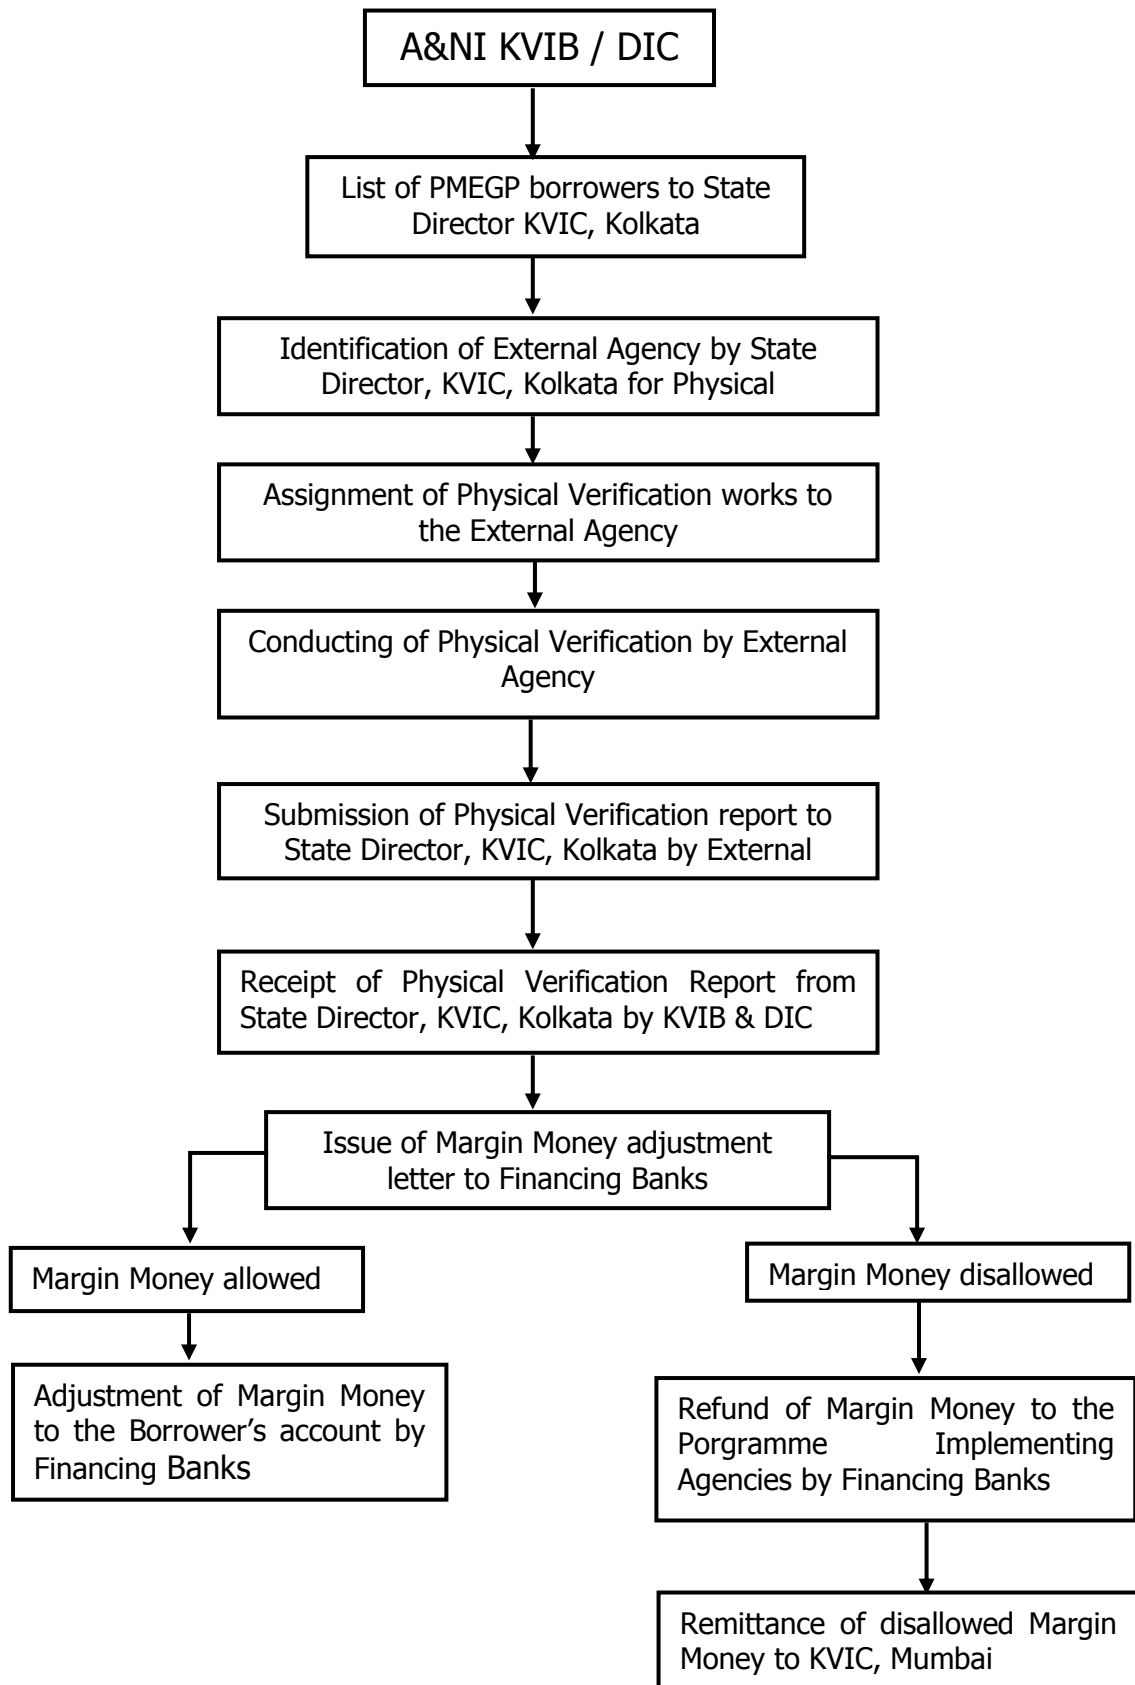 A&NI KVIB / DIC
List of PMEGP borrowers to State
Director KVIC, Kolkata
Identification of External Agency by State
Director, KVIC, Kolkata for Physical
Assignment of Physical Verification works to
the External Agency
Conducting of Physical Verification by External
Agency
Submission of Physical Verification report to
State Director, KVIC, Kolkata by External
Receipt of Physical Verification Report from
State Director, KVIC, Kolkata by KVIB & DIC
Issue of Margin Money adjustment
letter to Financing Banks
Margin Money allowed
Margin Money disallowed
Adjustment of Margin Money
to the Borrower’s account by
Financing Banks
Refund of Margin Money to the
Porgramme Implementing
Agencies by Financing Banks
Remittance of disallowed Margin
Money to KVIC, Mumbai